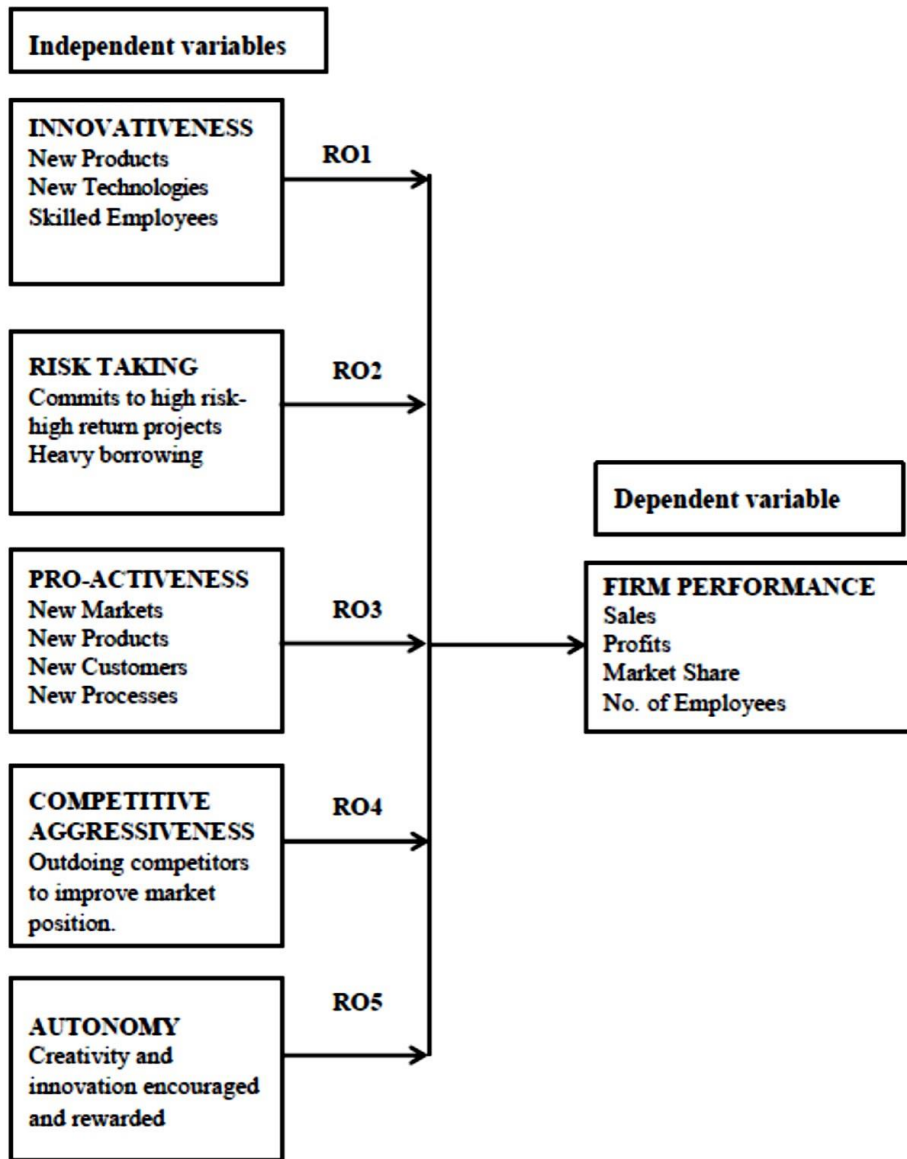 Independent variables
INNOVATIVENESS
New Products
New Technologies
Skilled Employees
RO1
RISK TAKING
Commits to high risk-
high return projects
Heavy borrowing
RO2
PRO-ACTIVENESS
New Markets
New Products
New Customers
New Processes
RO3
COMPETITIVE
AGGRESSIVENESS
Outdoing competitors
to improve market
position.
RO4
AUTONOMY
Creativity and
innovation encouraged
and rewarded
RO5
Dependent variable
FIRM PERFORMANCE
Sales
Profits
Market Share
No. of Employees